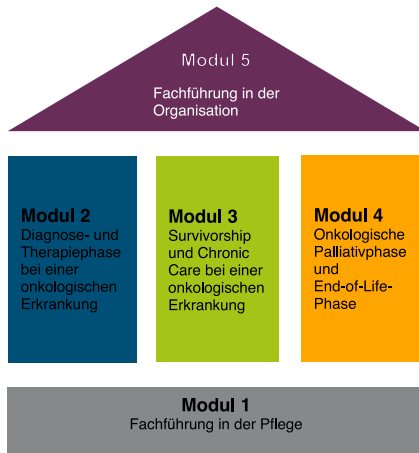 Modul 5
Fachführung in der
Organisation
Modul 2
Diagnose- und
Therapiephase
bei einer
onkologischen
Erkrankung
Modul 3
Survivorship
und Chronic
Care bei einer
onkologischen
Erkrankung
Modul 4
Onkologische
Palliativphase
und
End-of-Life-
Phase
Modul 1
Fachführung in der Pflege